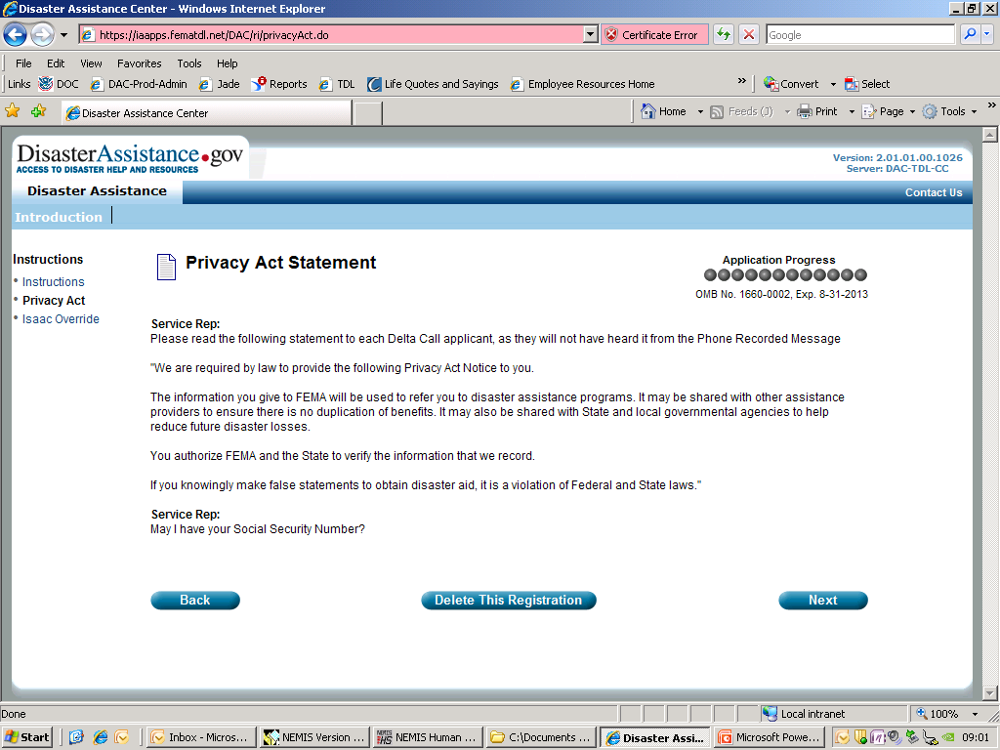 Disaster Assistance Center - Windows Internet Explorer
https://iaapps.fematdl.net/DAC/ri/privacyAct.do
Certificate Error
Google
File Edit View Favorites Tools Help
Links DOC DAC-Prod-Admin Jade Reports TDL Life Quotes and Sayings Employee Resources Home » Convert Select
Disaster Assistance Center
Home Feeds (J) Print Page Tools »
DisasterAssistance.gov
ACCESS TO DISASTER HELP AND RESOURCES
Version: 2.01.01.00.1026
Server: DAC-TDL-CC
Disaster Assistance
Contact Us
Introduction
Instructions
• Instructions
• Privacy Act
• Isaac Override
Privacy Act Statement
Application Progress
OMB No. 1660-0002, Exp. 8-31-2013
Service Rep:
Please read the following statement to each Delta Call applicant, as they will not have heard it from the Phone Recorded Message
"We are required by law to provide the following Privacy Act Notice to you.
The information you give to FEMA will be used to refer you to disaster assistance programs. It may be shared with other assistance
providers to ensure there is no duplication of benefits. It may also be shared with State and local governmental agencies to help
reduce future disaster losses.
You authorize FEMA and the State to verify the information that we record.
If you knowingly make false statements to obtain disaster aid, it is a violation of Federal and State laws."
Service Rep:
May I have your Social Security Number?
Back
Delete This Registration
Next
Done
Local intranet
100%
Start
Inbox - Micros...
NEMIS Version ...
NEMIS Human ...
C:\Documents ...
Disaster Assi...
Microsoft Powe...
09:01